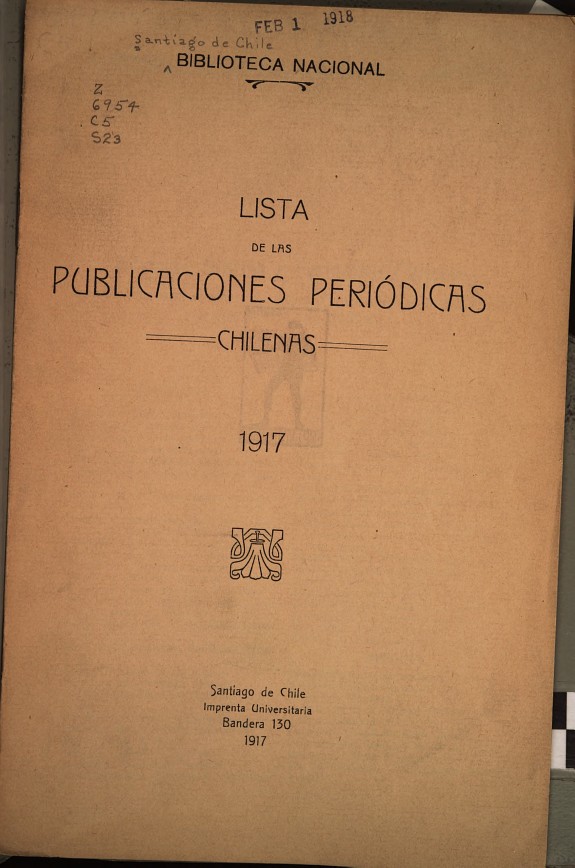 FEB 1 1918
Santiago de Chile
BIBLIOTECA NACIONAL
Z
6954
.C5
S23
LISTA
DE LAS
PUBLICACIONES PERIÓDICAS
CHILENAS
1917
Santiago de Chile
Imprenta Universitaria
Bandera 130
1917